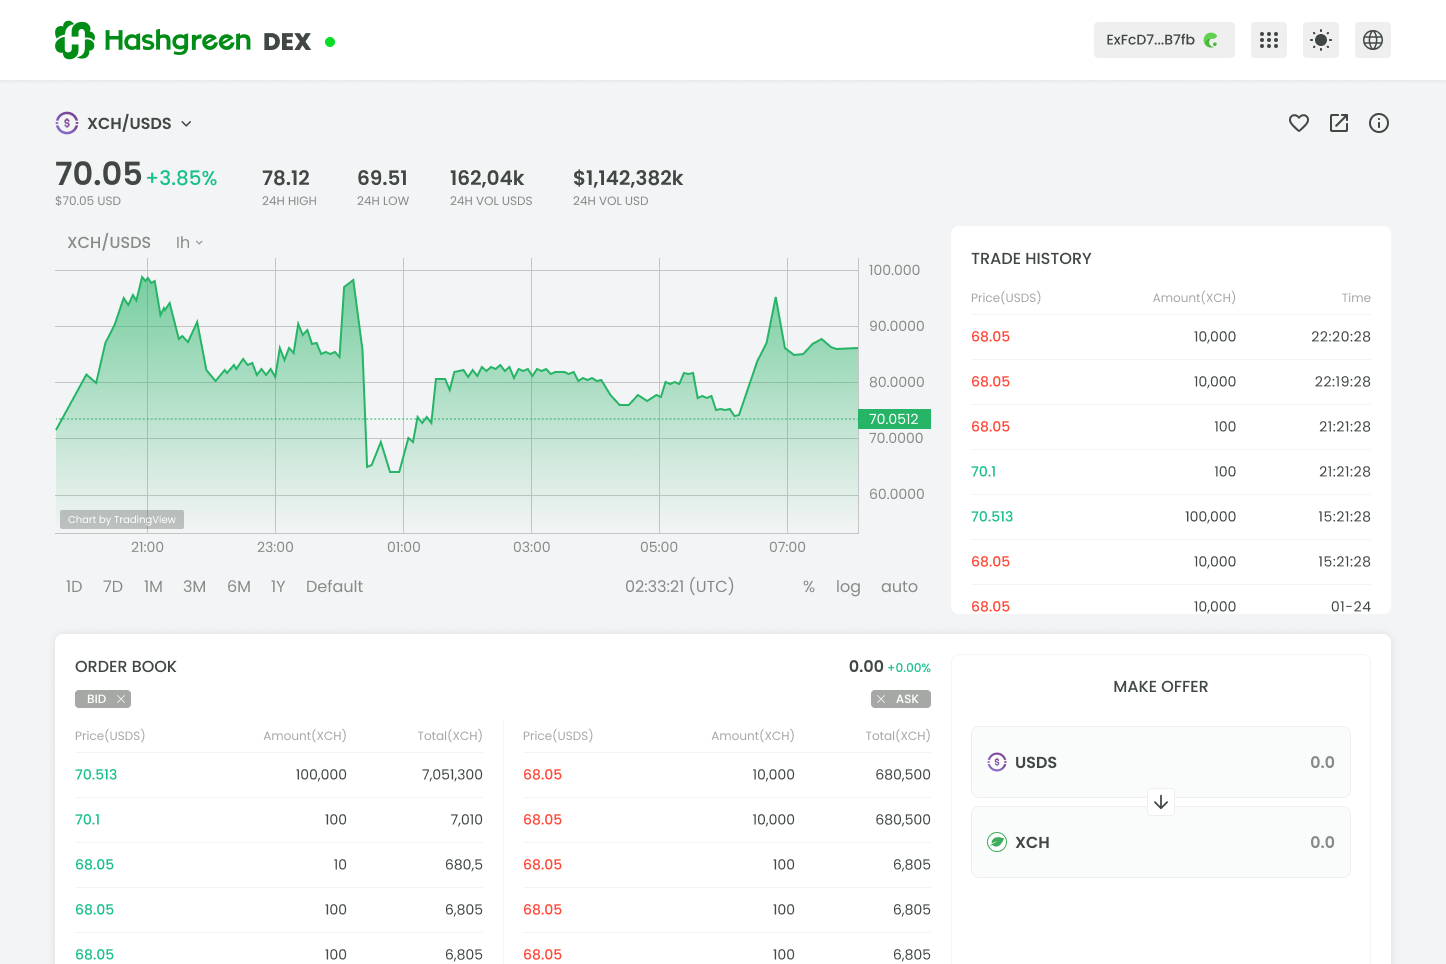 Hashgreen DEX
ExFcD7...B7fb
XCH/USDS
70.05 +3.85% 78.12 69.51 162,04k $1,142,382k
$70.05 USD 24H HIGH 24H LOW 24H VOL USDS 24H VOL USD
XCH/USDS 1h
100.000
90.0000
80.0000
70.0512
70.0000
60.0000
Chart by TradingView
21:00 23:00 01:00 03:00 05:00 07:00
1D 7D 1M 3M 6M 1Y Default 02:33:21 (UTC) % log auto
TRADE HISTORY
Price(USDS) Amount(XCH) Time
68.05 10,000 22:20:28
68.05 10,000 22:19:28
68.05 100 21:21:28
70.1 100 21:21:28
70.513 100,000 15:21:28
68.05 10,000 15:21:28
68.05 10,000 01-24
ORDER BOOK 0.00 +0.00%
BID ASK
Price(USDS) Amount(XCH) Total(XCH) Price(USDS) Amount(XCH) Total(XCH)
70.513 100,000 7,051,300 68.05 10,000 680,500
70.1 100 7,010 68.05 10,000 680,500
68.05 10 680,5 68.05 100 6,805
68.05 100 6,805 68.05 100 6,805
68.05 100 6,805 68.05 100 6,805
MAKE OFFER
USDS 0.0
XCH 0.0